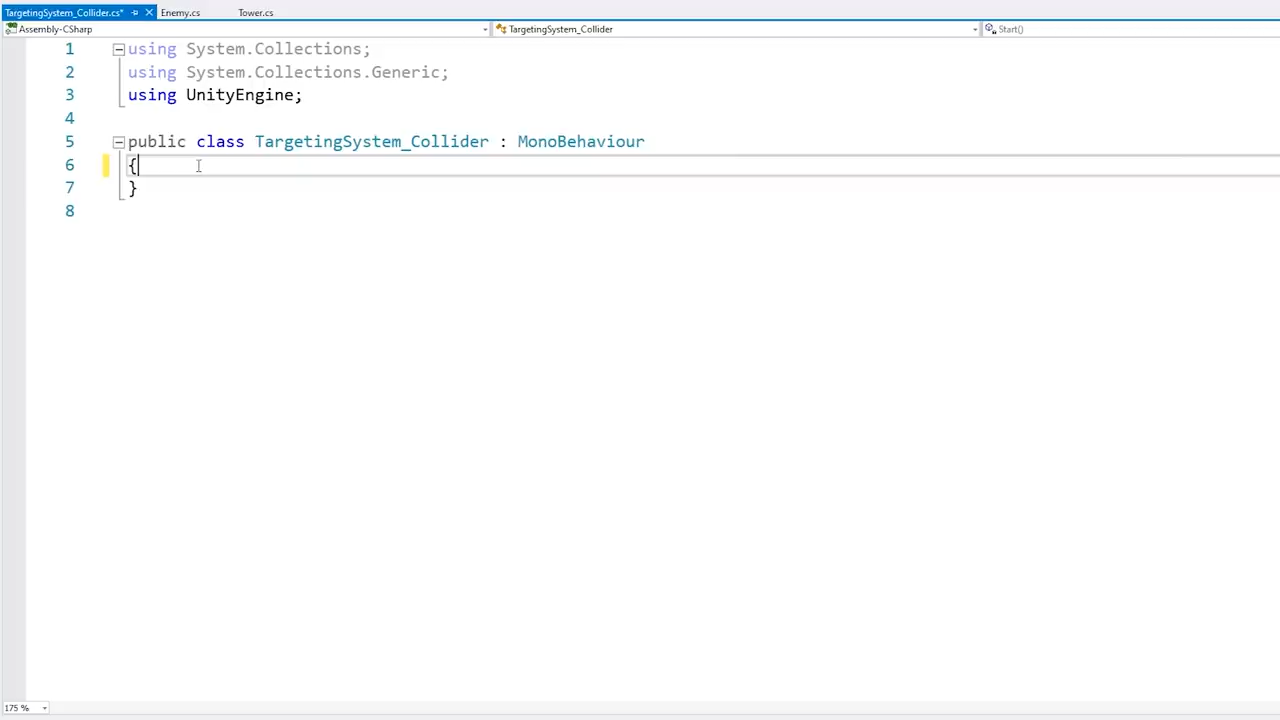 TargetingSystem_Collider.cs* Enemy.cs Tower.cs
Assembly-CSharp TargetingSystem_Collider Start()
1 using System.Collections;
2 using System.Collections.Generic;
3 using UnityEngine;
4
5 public class TargetingSystem_Collider : MonoBehaviour
6 {
7 }
8
175 %